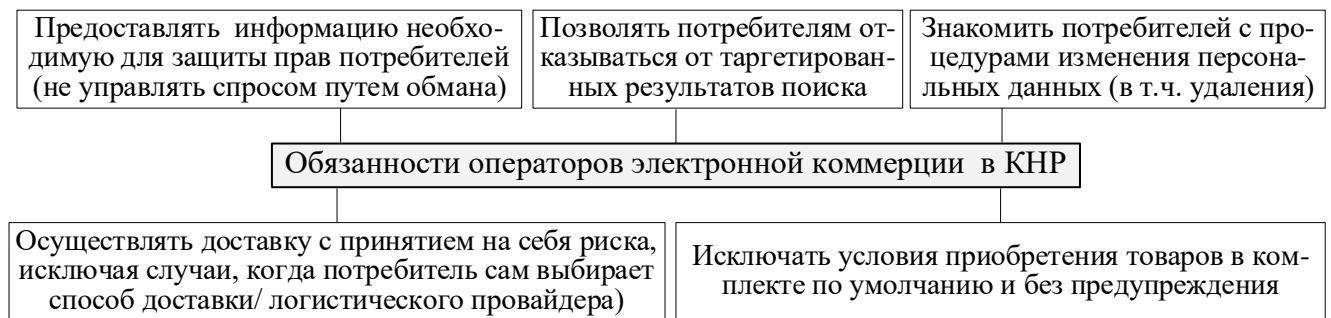 Предоставлять информацию необхо-
димую для защиты прав потребителей
(не управлять спросом путем обмана)
Позволять потребителям от-
казываться от таргетирован-
ных результатов поиска
Знакомить потребителей с про-
цедурами изменения персона-
льных данных (в т.ч. удаления)
Обязанности операторов электронной коммерции в КНР
Осуществлять доставку с принятием на себя риска,
исключая случаи, когда потребитель сам выбирает
способ доставки/ логистического провайдера)
Исключать условия приобретения товаров в ком-
плекте по умолчанию и без предупреждения